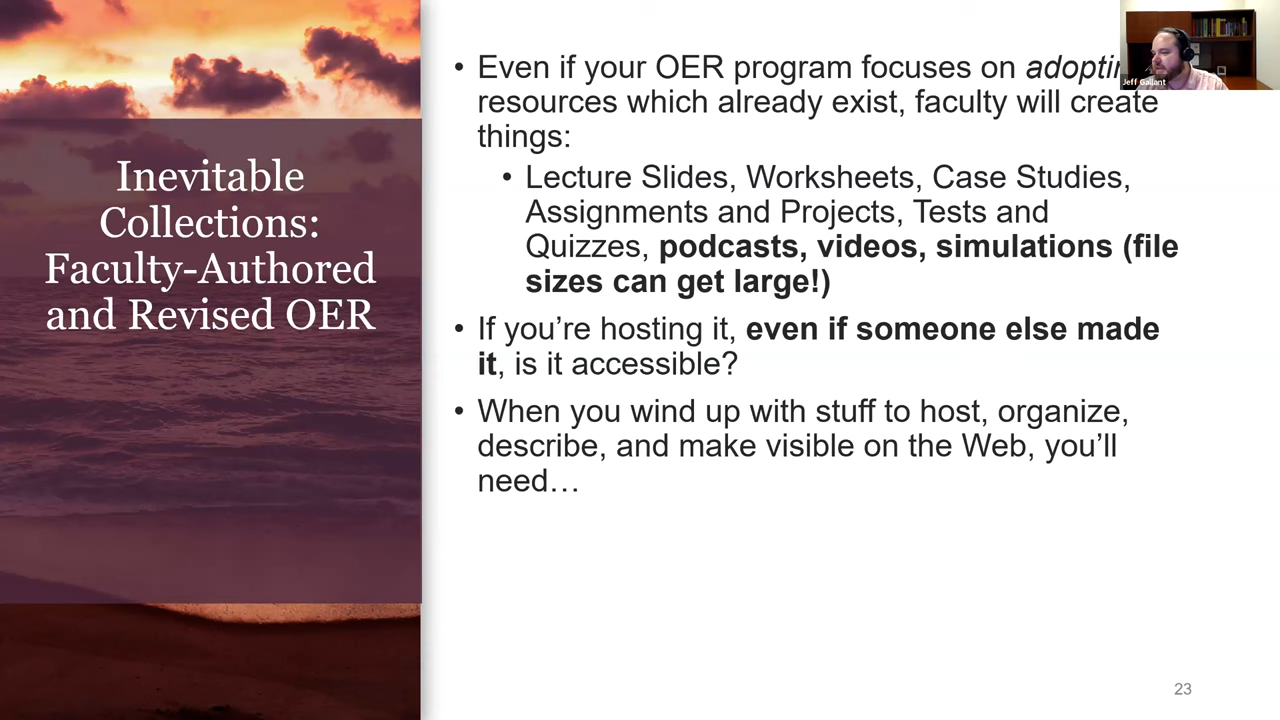 Inevitable
Collections:
Faculty-Authored
and Revised OER
• Even if your OER program focuses on adoptin
resources which already exist, faculty will create
things:
• Lecture Slides, Worksheets, Case Studies,
Assignments and Projects, Tests and
Quizzes, podcasts, videos, simulations (file
sizes can get large!)
• If you’re hosting it, even if someone else made
it, is it accessible?
• When you wind up with stuff to host, organize,
describe, and make visible on the Web, you’ll
need…
Jeff Gallant
23